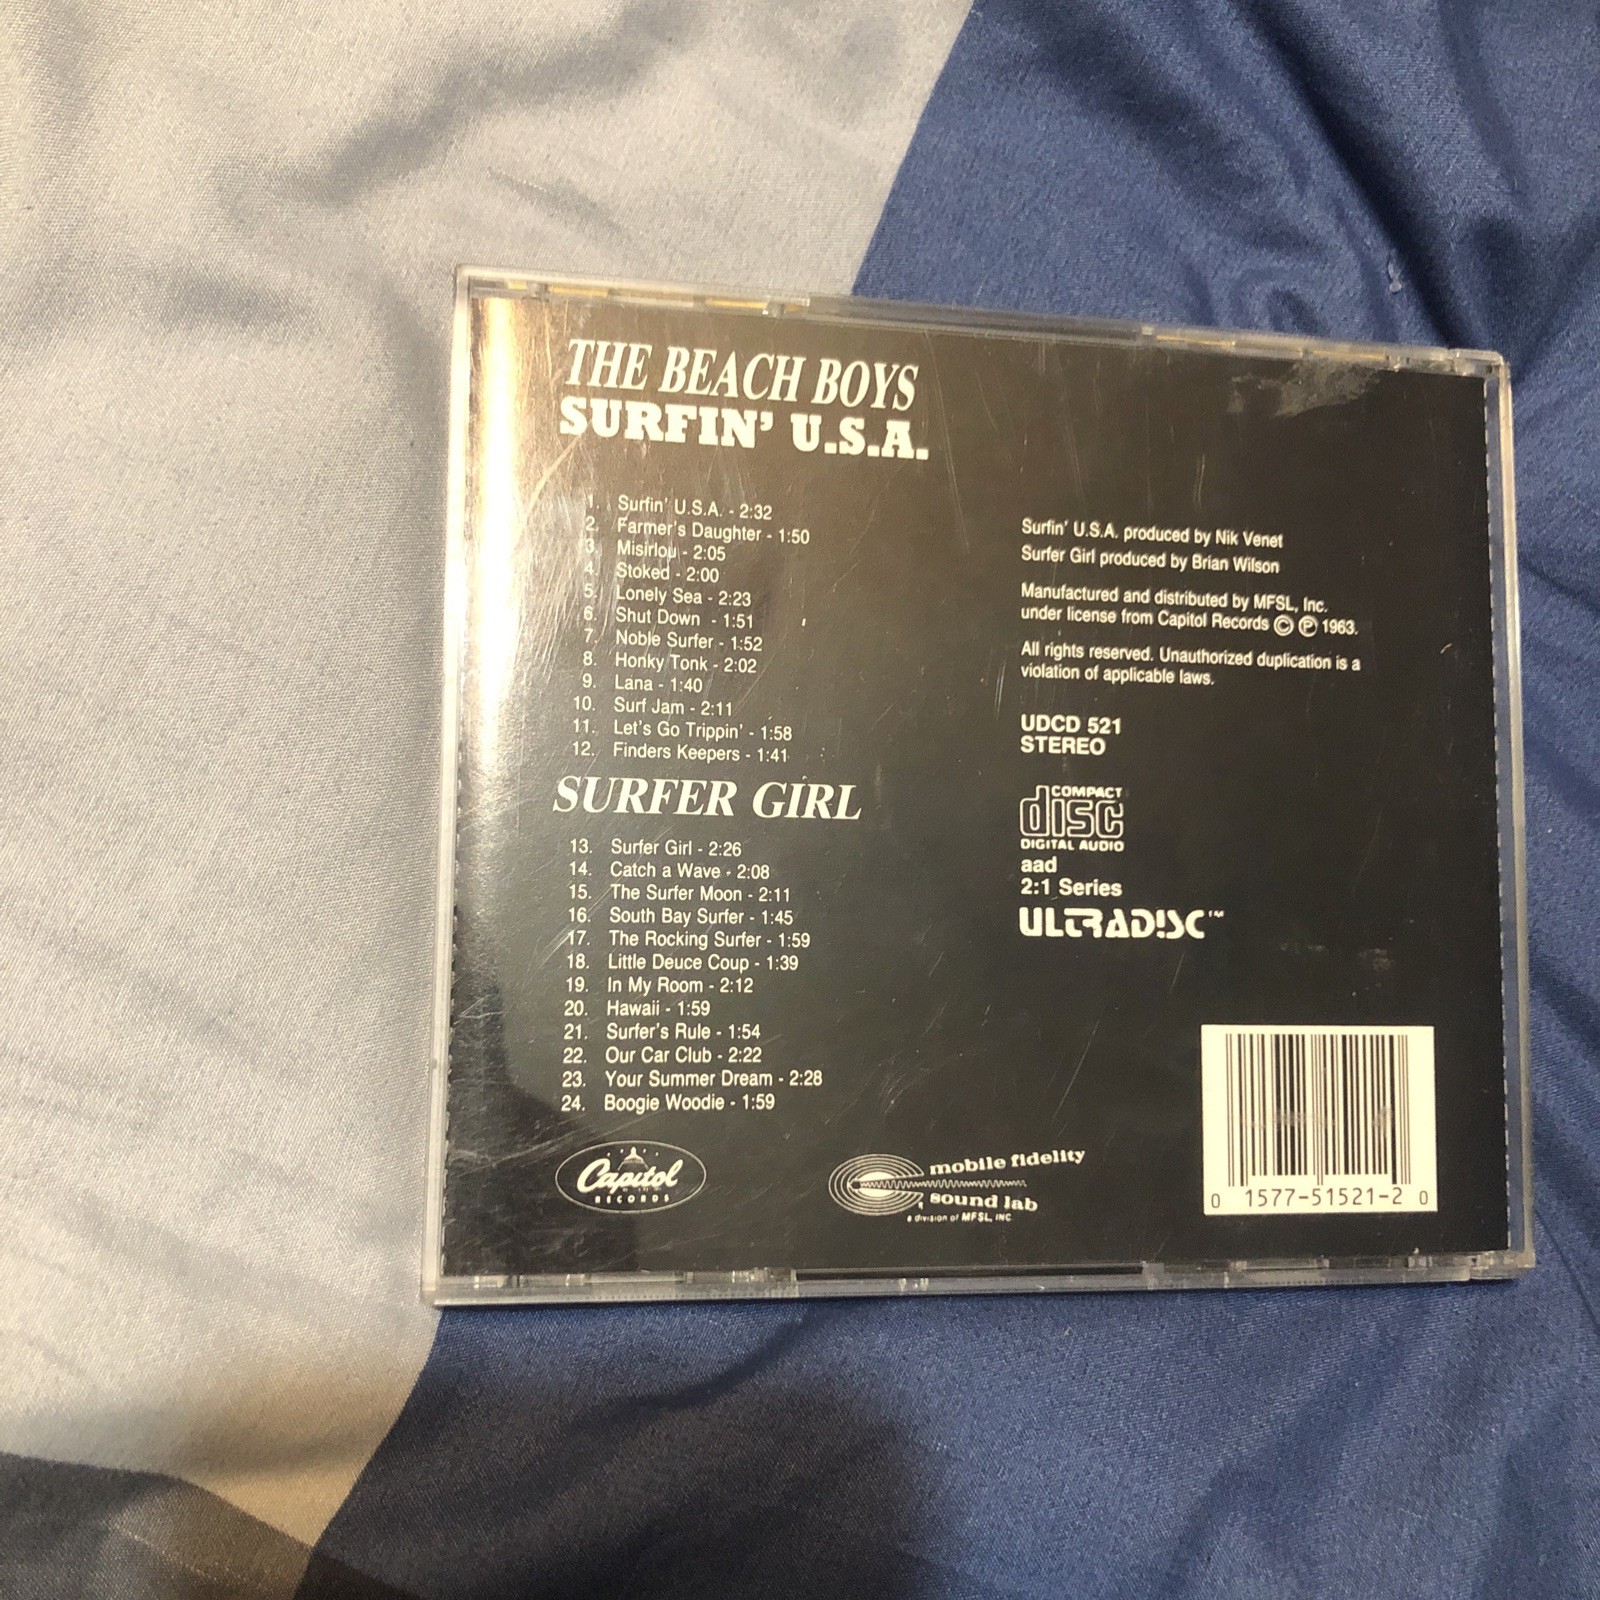 THE BEACH BOYS
SURFIN' U.S.A.
1. Surfin' U.S.A. - 2:32
2. Farmer's Daughter - 1:50
3. Misirlou - 2:05
4. Stoked - 2:00
5. Lonely Sea - 2:23
6. Shut Down - 1:51
7. Noble Surfer - 1:52
8. Honky Tonk - 2:02
9. Lana - 1:40
10. Surf Jam - 2:11
11. Let's Go Trippin' - 1:58
12. Finders Keepers - 1:41
SURFER GIRL
13. Surfer Girl - 2:26
14. Catch a Wave - 2:08
15. The Surfer Moon - 2:11
16. South Bay Surfer - 1:45
17. The Rocking Surfer - 1:59
18. Little Deuce Coup - 1:39
19. In My Room - 2:12
20. Hawaii - 1:59
21. Surfer's Rule - 1:54
22. Our Car Club - 2:22
23. Your Summer Dream - 2:28
24. Boogie Woodie - 1:59
Surfin' U.S.A. produced by Nik Venet
Surfer Girl produced by Brian Wilson
Manufactured and distributed by MFSL, Inc.
under license from Capitol Records © ℗ 1963.
All rights reserved. Unauthorized duplication is a
violation of applicable laws.
UDCD 521
STEREO
COMPACT
disc
DIGITAL AUDIO
aad
2:1 Series
ULTRADISC™
Capitol
RECORDS
mobile fidelity
sound lab
a division of MFSL, INC.
0 1577-51521-2 0